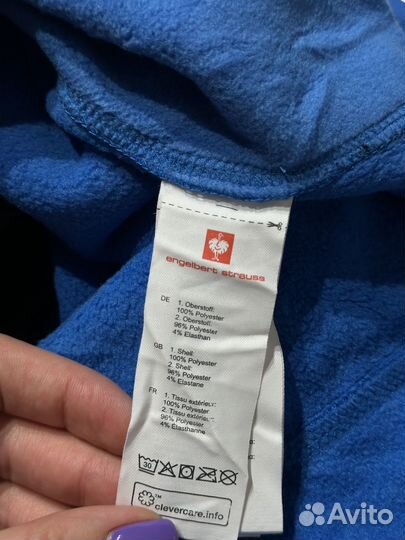 engelbert strauss
DE 1. Oberstoff:
100% Polyester
2. Oberstoff:
96% Polyester
4% Elasthan
GB 1. Shell:
100% Polyester
2. Shell:
96% Polyester
4% Elastane
FR 1. Tissu extérieur:
100% Polyester
2. Tissu extérieur:
96% Polyester
4% Élasthanne
30
™
clevercare.info
Avito